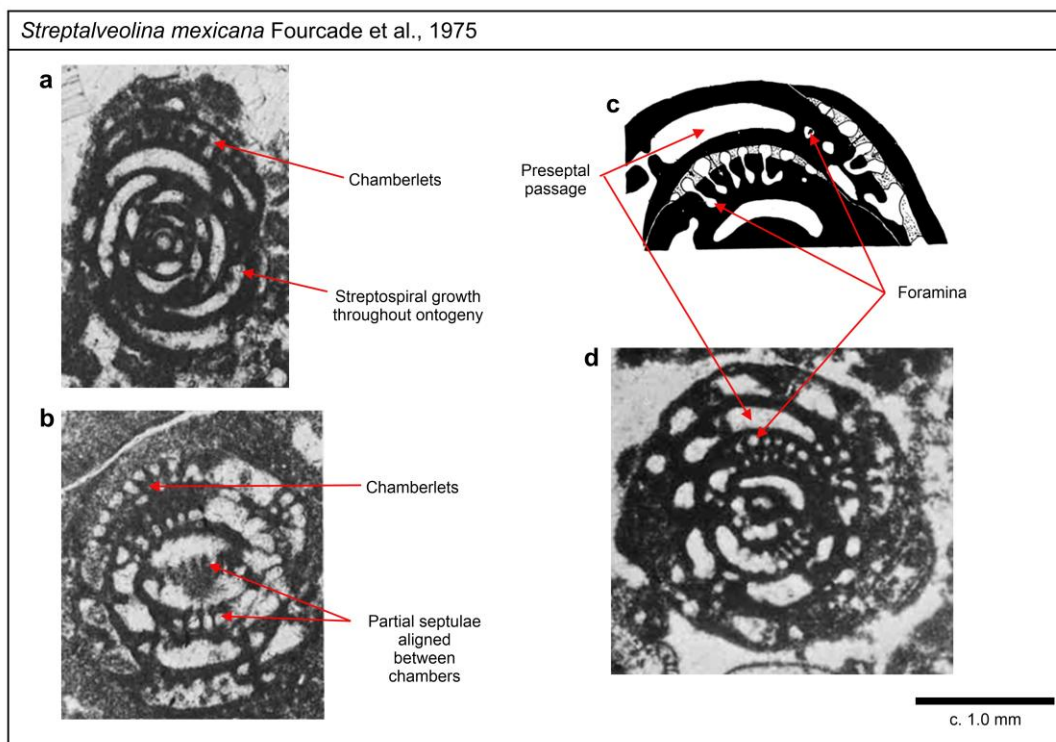 Streptalveolina mexicana Fourcade et al., 1975
a
Chamberlets
Streptospiral growth
throughout ontogeny
b
Chamberlets
Partial septulae
aligned
between
chambers
c
Preseptal
passage
Foramina
d
c. 1.0 mm